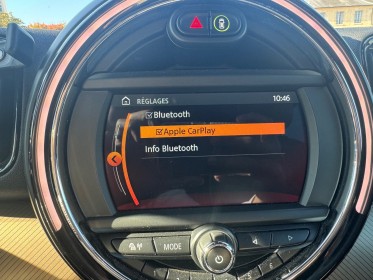 RÉGLAGES
10:46
Bluetooth
Apple CarPlay
Info Bluetooth
MODE